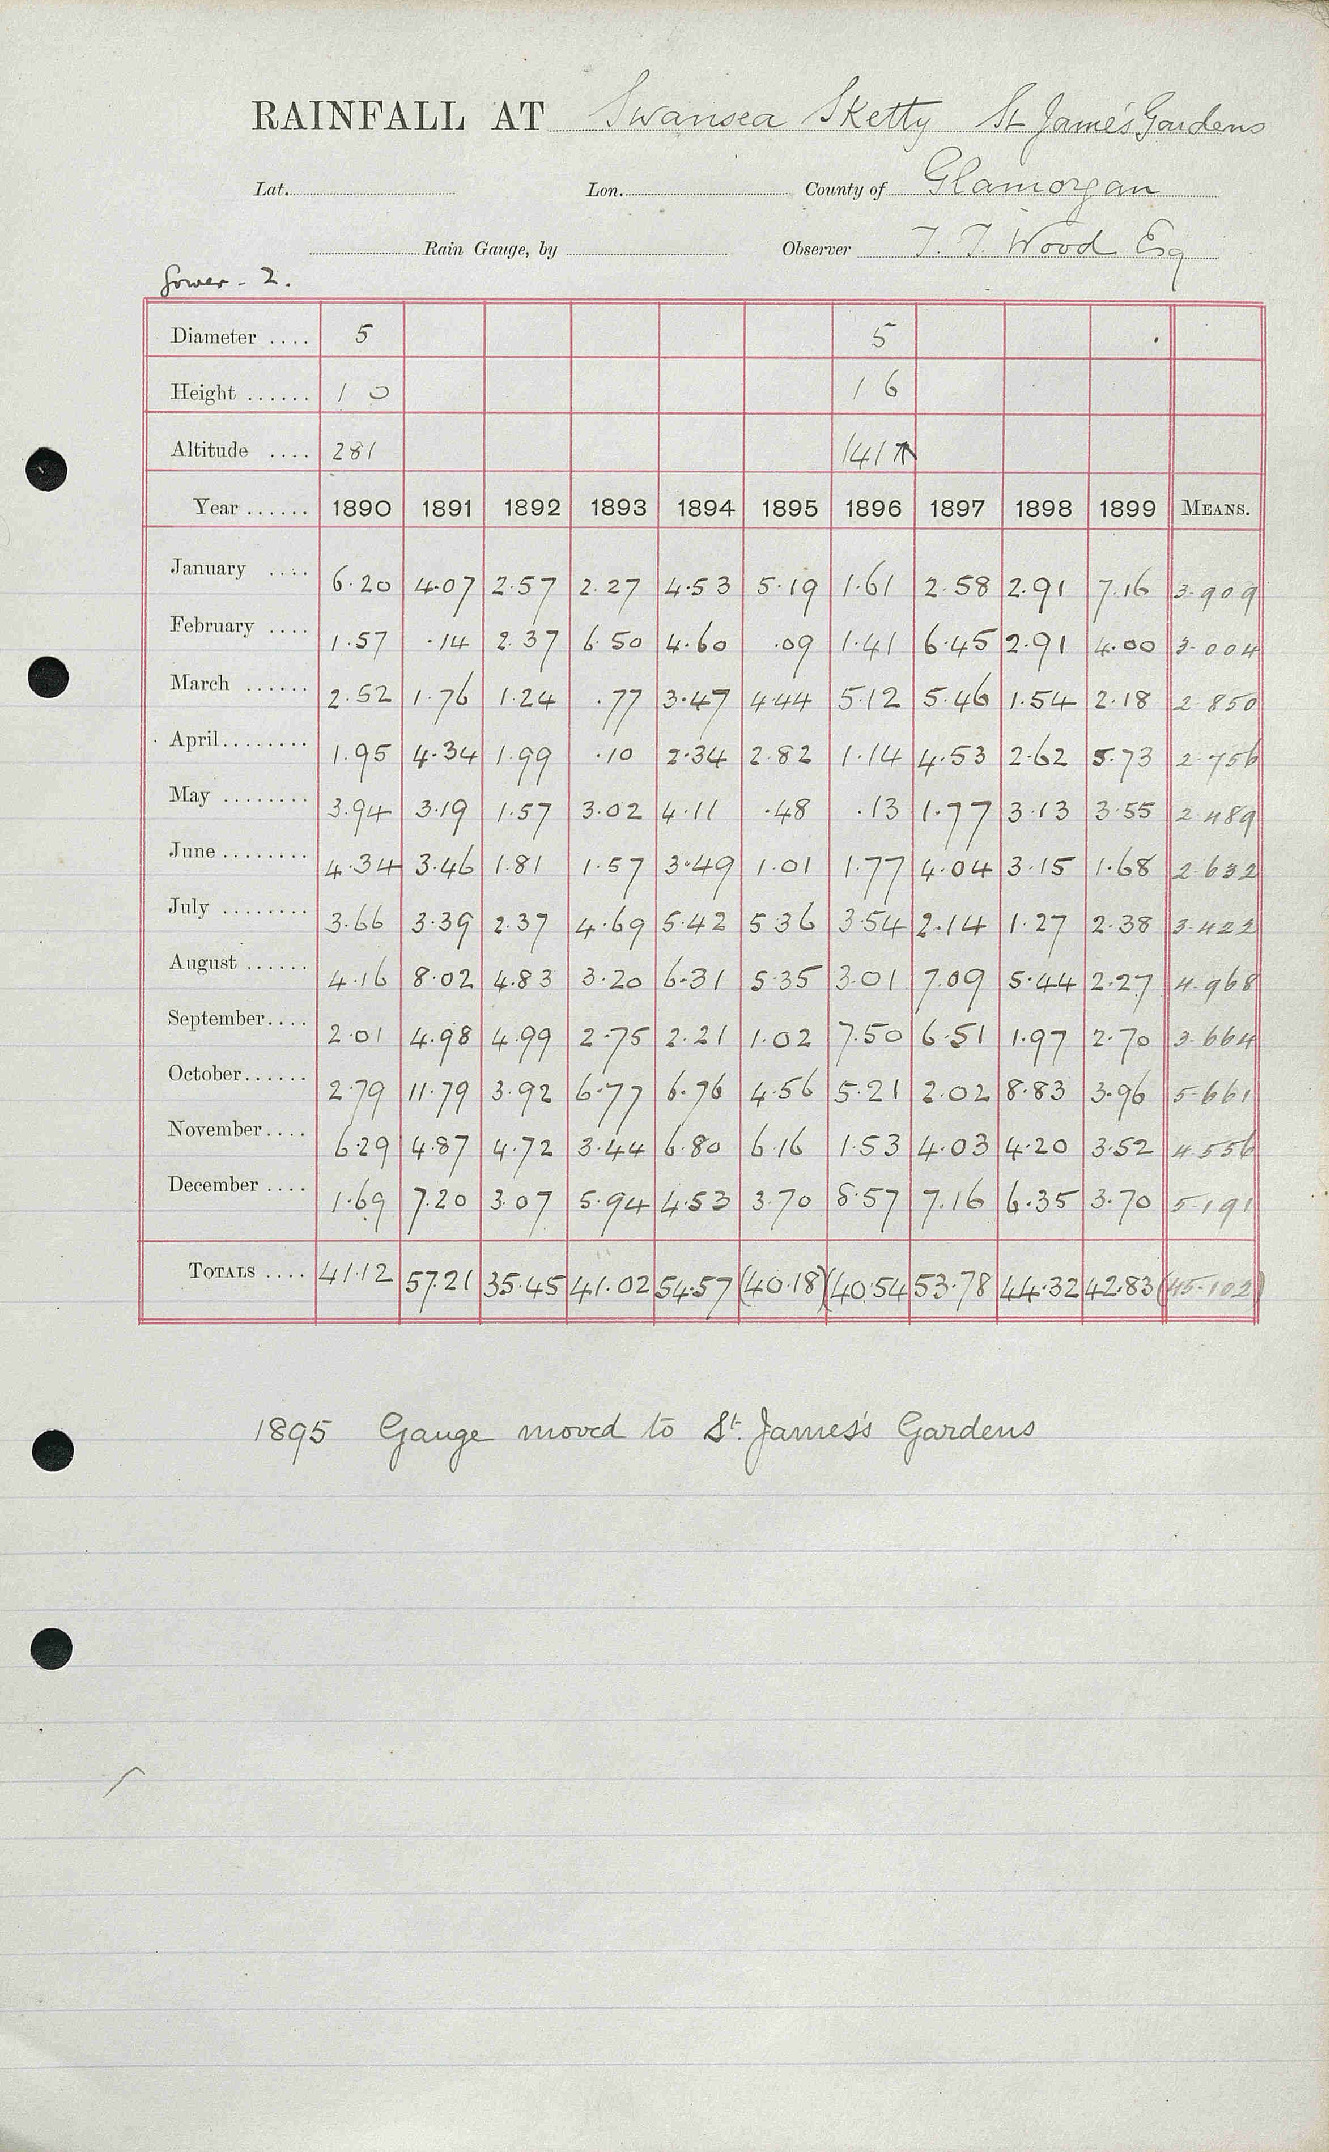 RAINFALL AT Swansea Sketty St James's Gardens
Lat. Lon. County of Glamorgan
Rain Gauge, by Observer T. T. Wood Esq
Gower - 2.
Diameter .... 5 5
Height ...... 1 0 1 6
Altitude .... 281 141
Year ...... 1890 1891 1892 1893 1894 1895 1896 1897 1898 1899 MEANS.
January .... 6.20 4.07 2.57 2.27 4.53 5.19 1.61 2.58 2.91 7.16 3.909
February .... 1.57 .14 2.37 6.50 4.60 .09 1.41 6.45 2.91 4.00 3.004
March ...... 2.52 1.76 1.24 .77 3.47 4.44 5.12 5.46 1.54 2.18 2.850
April........ 1.95 4.34 1.99 .10 2.34 2.82 1.14 4.53 2.62 5.73 2.756
May ........ 3.94 3.19 1.57 3.02 4.11 .48 .13 1.77 3.13 3.55 2.489
June ........ 4.34 3.46 1.81 1.57 3.49 1.01 1.77 4.04 3.15 1.68 2.632
July ........ 3.66 3.39 2.37 4.69 5.42 5.36 3.54 2.14 1.27 2.38 3.422
August ...... 4.16 8.02 4.83 3.20 6.31 5.35 3.01 7.09 5.44 2.27 4.968
September.... 2.01 4.98 4.99 2.75 2.21 1.02 7.50 6.51 1.97 2.70 3.664
October...... 2.79 11.79 3.92 6.77 6.76 4.56 5.21 2.02 8.83 3.96 5.661
November.... 6.29 4.87 4.72 3.44 6.80 6.16 1.53 4.03 4.20 3.52 4.556
December .... 1.69 7.20 3.07 5.94 4.53 3.70 8.57 7.16 6.35 3.70 5.191
TOTALS .... 41.12 57.21 35.45 41.02 54.57 (40.18) (40.54 53.78 44.32 42.83 (45.102)
1895 Gauge moved to St. James's Gardens